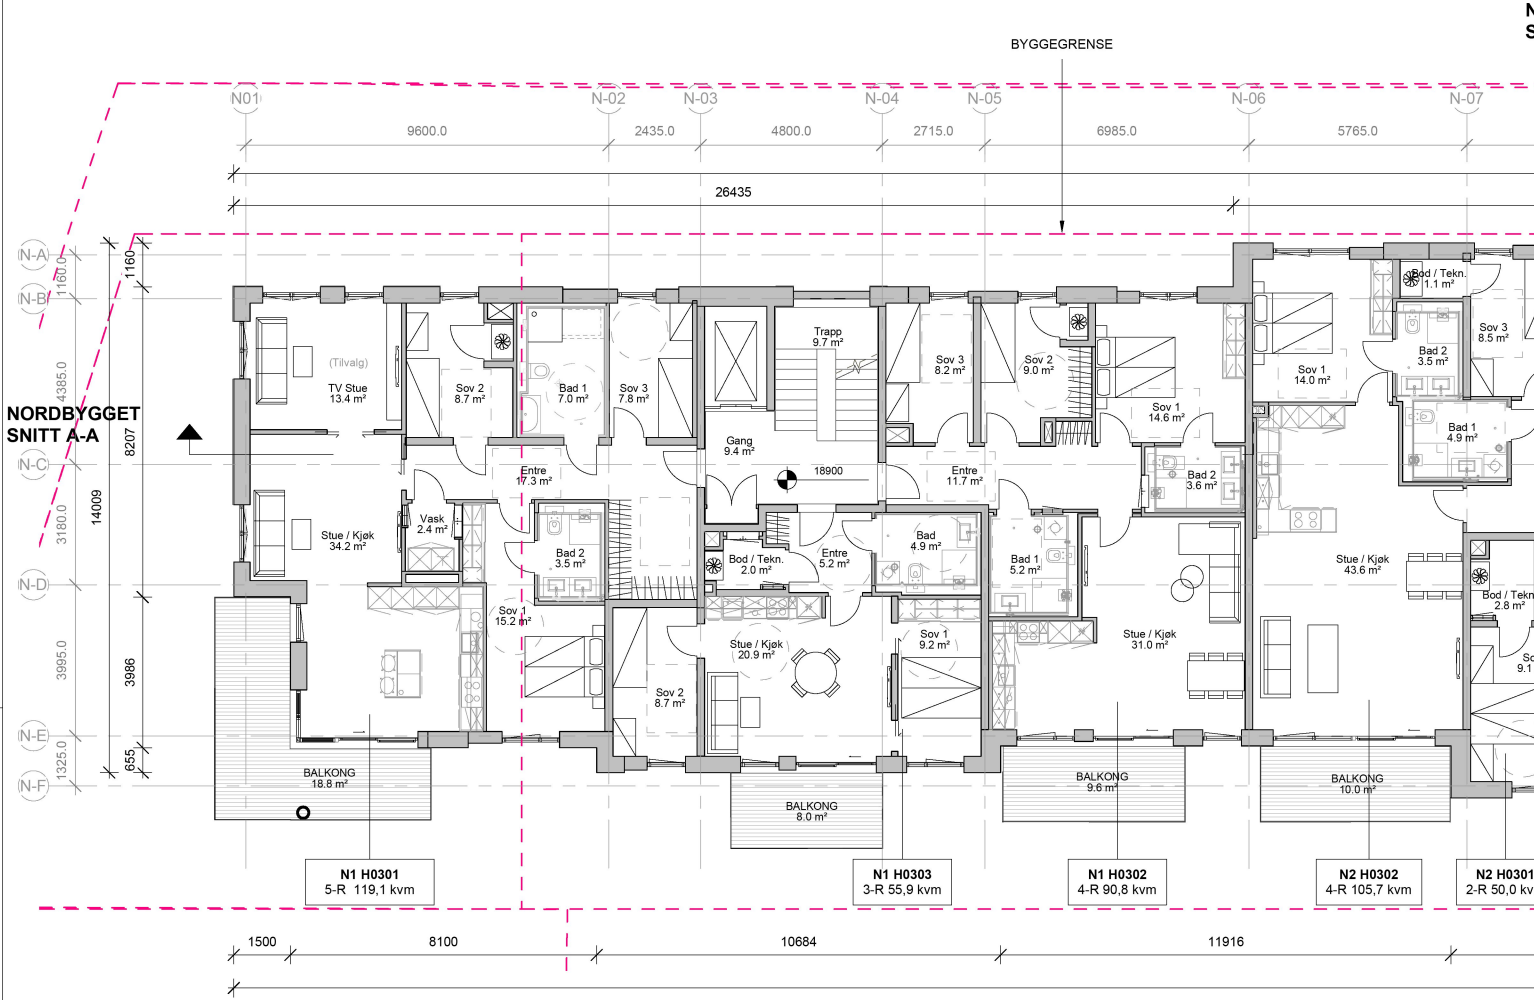 N
S
BYGGEGRENSE
N01
N-02
N-03
N-04
N-05
N-06
N-07
9600.0
2435.0
4800.0
2715.0
6985.0
5765.0
26435
N-A
N-B
N-C
N-D
N-E
N-F
1160.0
4385.0
3180.0
3995.0
1325.0
14009
1160
8207
3986
655
NORDBYGGET
SNITT A-A
(Tilvalg)
TV Stue
13.4 m²
Sov 2
8.7 m²
Bad 1
7.0 m²
Sov 3
7.8 m²
Trapp
9.7 m²
Gang
9.4 m²
18900
Sov 3
8.2 m²
Sov 2
9.0 m²
Sov 1
14.6 m²
Bod / Tekn.
1.1 m²
Sov 1
14.0 m²
Bad 2
3.5 m²
Sov 3
8.5 m²
Bad 1
4.9 m²
Entre
17.3 m²
Entre
11.7 m²
Bad 2
3.6 m²
Stue / Kjøk
34.2 m²
Vask
2.4 m²
Bad 2
3.5 m²
Bod / Tekn.
2.0 m²
Entre
5.2 m²
Bad
4.9 m²
Bad 1
5.2 m²
Stue / Kjøk
43.6 m²
Bod / Tekn
2.8 m²
Sov 1
15.2 m²
Stue / Kjøk
20.9 m²
Sov 1
9.2 m²
Stue / Kjøk
31.0 m²
So
9.1
Sov 2
8.7 m²
BALKONG
18.8 m²
BALKONG
8.0 m²
BALKONG
9.6 m²
BALKONG
10.0 m²
N1 H0301
5-R 119,1 kvm
N1 H0303
3-R 55,9 kvm
N1 H0302
4-R 90,8 kvm
N2 H0302
4-R 105,7 kvm
N2 H0301
2-R 50,0 kv
1500
8100
10684
11916